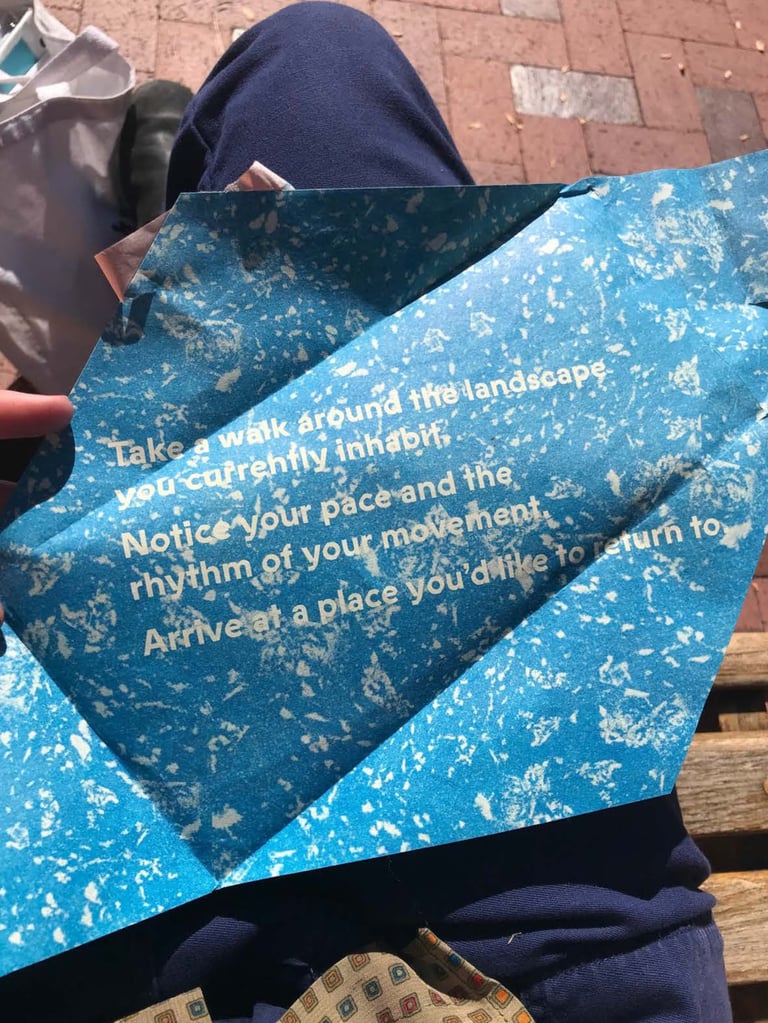 Take a walk around the landscape
you currently inhabit.
Notice your pace and the
rhythm of your movement.
Arrive at a place you'd like to return to